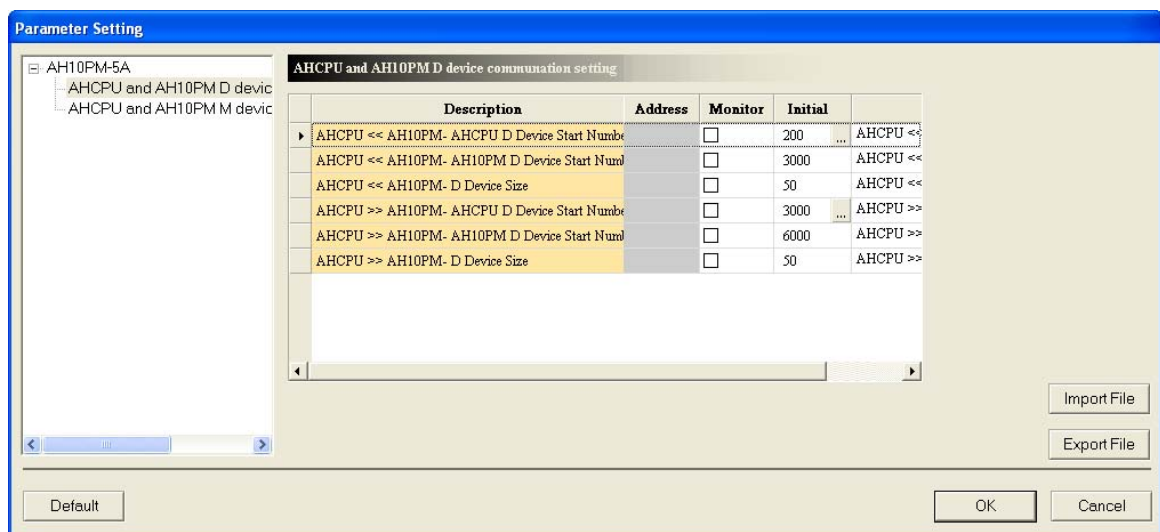 Parameter Setting
AH10PM-5A
AHCPU and AH10PM D devic
AHCPU and AH10PM M devic
AHCPU and AH10PM D device communation setting
Description Address Monitor Initial
AHCPU << AH10PM- AHCPU D Device Start Numbe 200 ... AHCPU <<
AHCPU << AH10PM- AH10PM D Device Start Num 3000 AHCPU <<
AHCPU << AH10PM- D Device Size 50 AHCPU <<
AHCPU >> AH10PM- AHCPU D Device Start Numbe 3000 ... AHCPU >>
AHCPU >> AH10PM- AH10PM D Device Start Num 6000 AHCPU >>
AHCPU >> AH10PM- D Device Size 50 AHCPU >>
Import File
Export File
Default OK Cancel